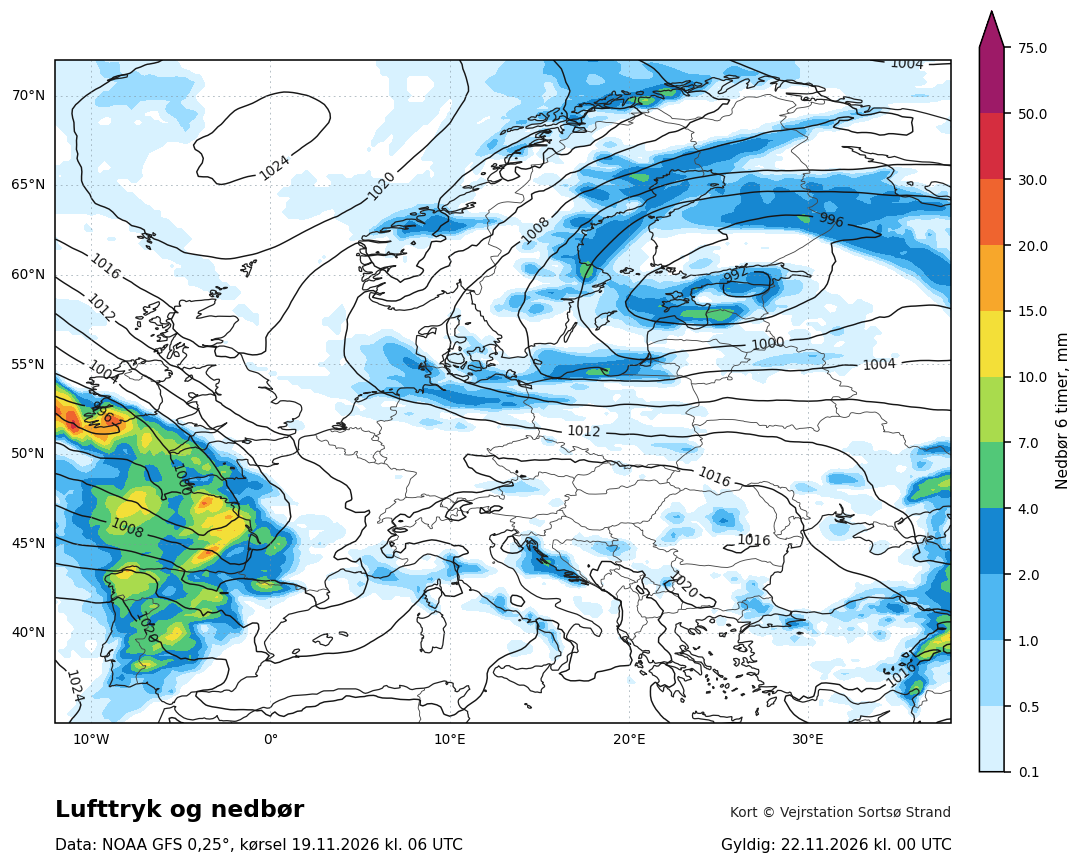 70°N
65°N
60°N
55°N
50°N
45°N
40°N
10°W
0°
10°E
20°E
30°E
1004
1024
1020
1008
996
992
1016
1012
1004
996
1000
1004
1000
1012
1016
1008
1016
1020
1020
1024
1016
75.0
50.0
30.0
20.0
15.0
10.0
7.0
4.0
2.0
1.0
0.5
0.1
Nedbør 6 timer, mm
Lufttryk og nedbør
Kort © Vejrstation Sortsø Strand
Data: NOAA GFS 0,25°, kørsel 19.11.2026 kl. 06 UTC
Gyldig: 22.11.2026 kl. 00 UTC